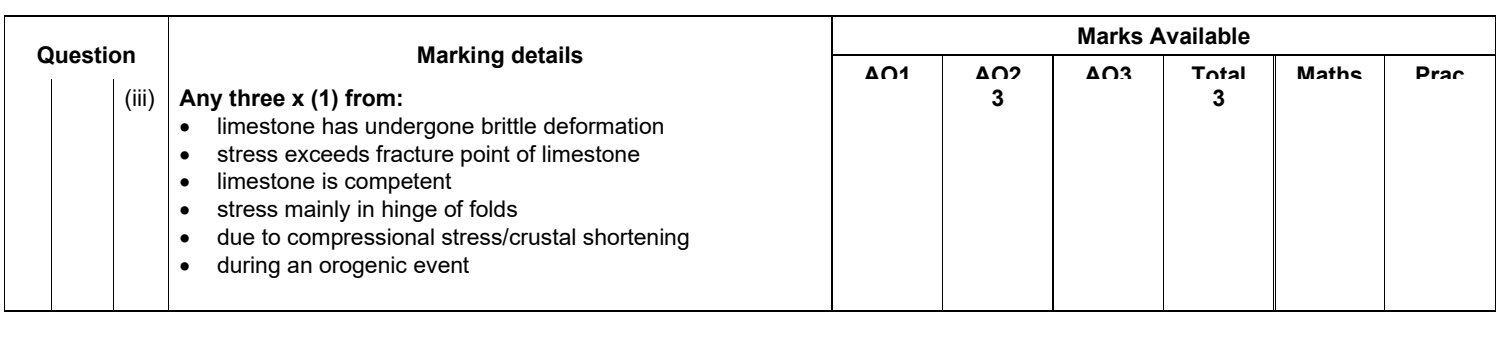 Question
Marking details
Marks Available
AO1 AO2 AO3 Total Maths Prac
(iii) Any three x (1) from: 3 3
• limestone has undergone brittle deformation
• stress exceeds fracture point of limestone
• limestone is competent
• stress mainly in hinge of folds
• due to compressional stress/crustal shortening
• during an orogenic event